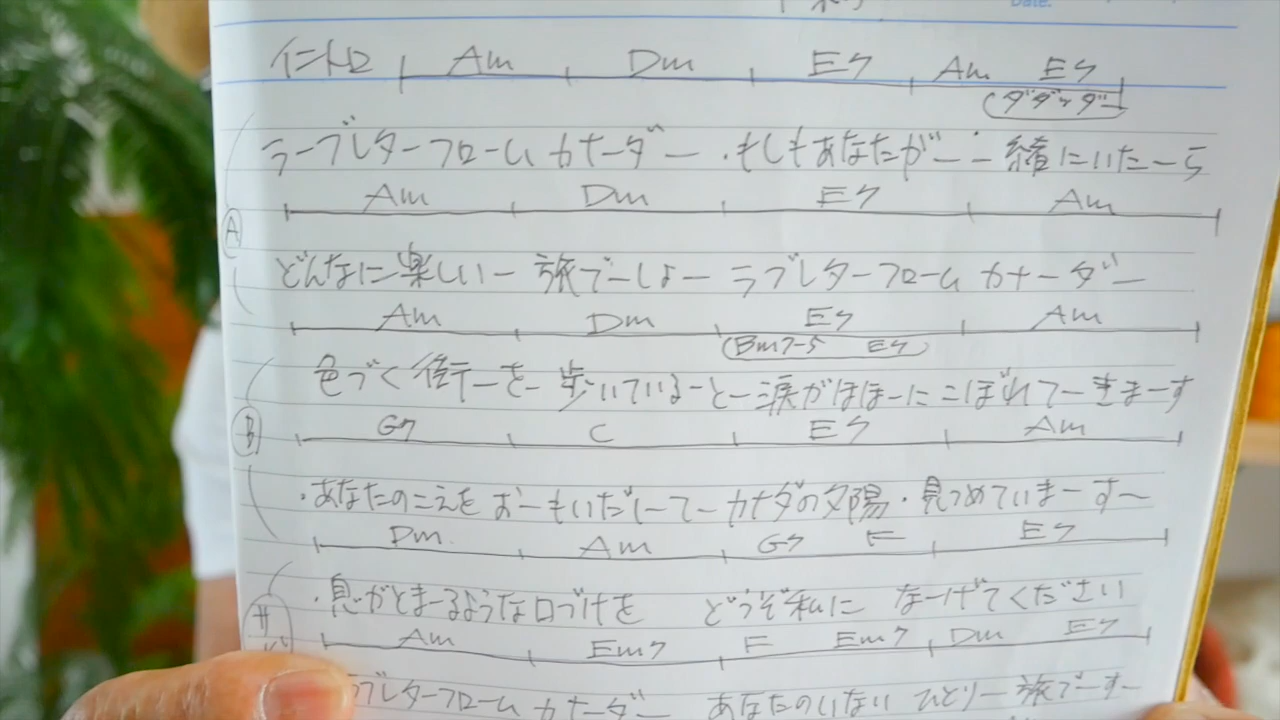 Date.
イントロ Am Dm E7 Am E7
(ダダッダー)
ラーブレターフローム カナーダー ・もしもあなたがー 一緒にいたーら
Am Dm E7 Am
A
どんなに楽しいー 旅でーしょー ラブレターフローム カナーダー
Am Dm E7 Am
(Bm7-5 E7)
色づく街ーをー歩いているーとー涙がほほーにこぼれてーきまーす
B
G7 C E7 Am
・あなたのこえを おーもいだしーてーカナダの夕陽・見つめていまーすー
Dm Am G7 F E7
・息がとまーるような口づけを どうぞ私に なーげてください
サ
Am Em7 F Em7 Dm E7
ラブレターフローム カナーダー あなたのいない ひとりー旅でーすー